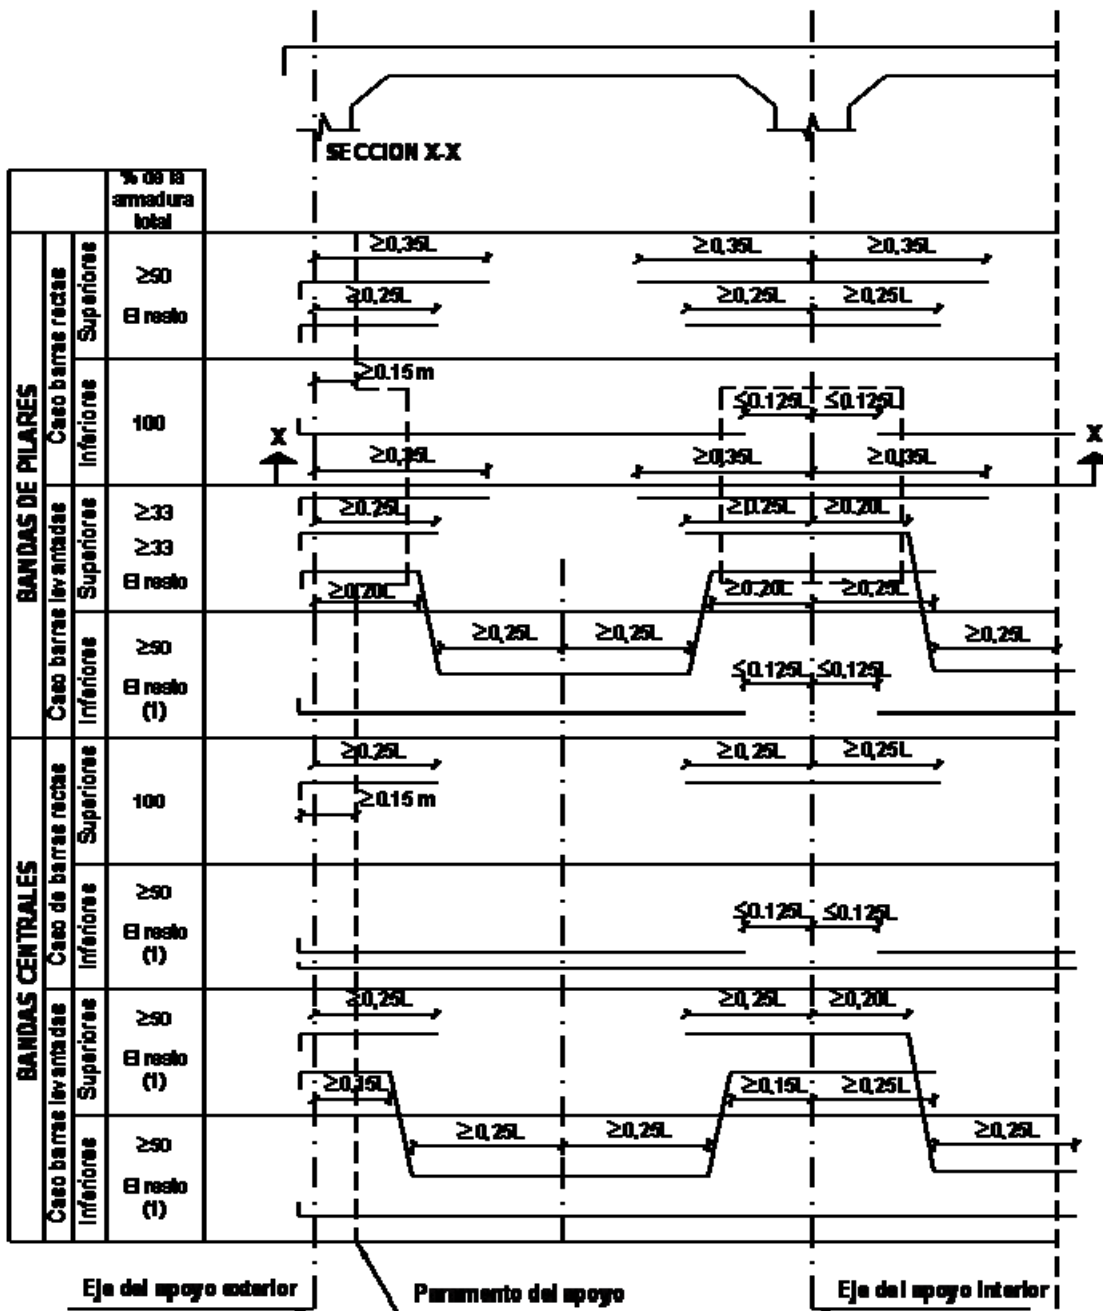 SECCION X-X
% de la
armadura
total
BANDAS DE PILARES
Caso barras rectas
Superiores
≥50
El resto
≥0,35L ≥0,35L ≥0,35L
≥0,25L ≥0,25L ≥0,25L
Inferiores
100
≥0.15 m
≤0.125L ≤0.125L
X X
≥0,35L ≥0,35L ≥0,35L
Caso barras levantadas
Superiores
≥33
≥33
El resto
≥0.25L ≥0.25L ≥0.20L
≥0.20L ≥0.20L ≥0,25L
Inferiores
≥50
El resto
(1)
≥0,25L ≥0,25L ≥0,25L
≤0.125L ≤0,125L
BANDAS CENTRALES
Caso de barras rectas
Superiores
100
≥0.25L ≥0,25L ≥0,25L
≥0.15 m
Inferiores
≥50
El resto
(1)
≤0.125L ≤0.125L
Caso barras levantadas
Superiores
≥50
El resto
(1)
≥0,25L ≥0,25L ≥0,20L
≥0,15L ≥0,15L ≥0,25L
Inferiores
≥50
El resto
(1)
≥0,25L ≥0,25L ≥0,25L
Eje del apoyo exterior
Paramento del apoyo
Eje del apoyo interior